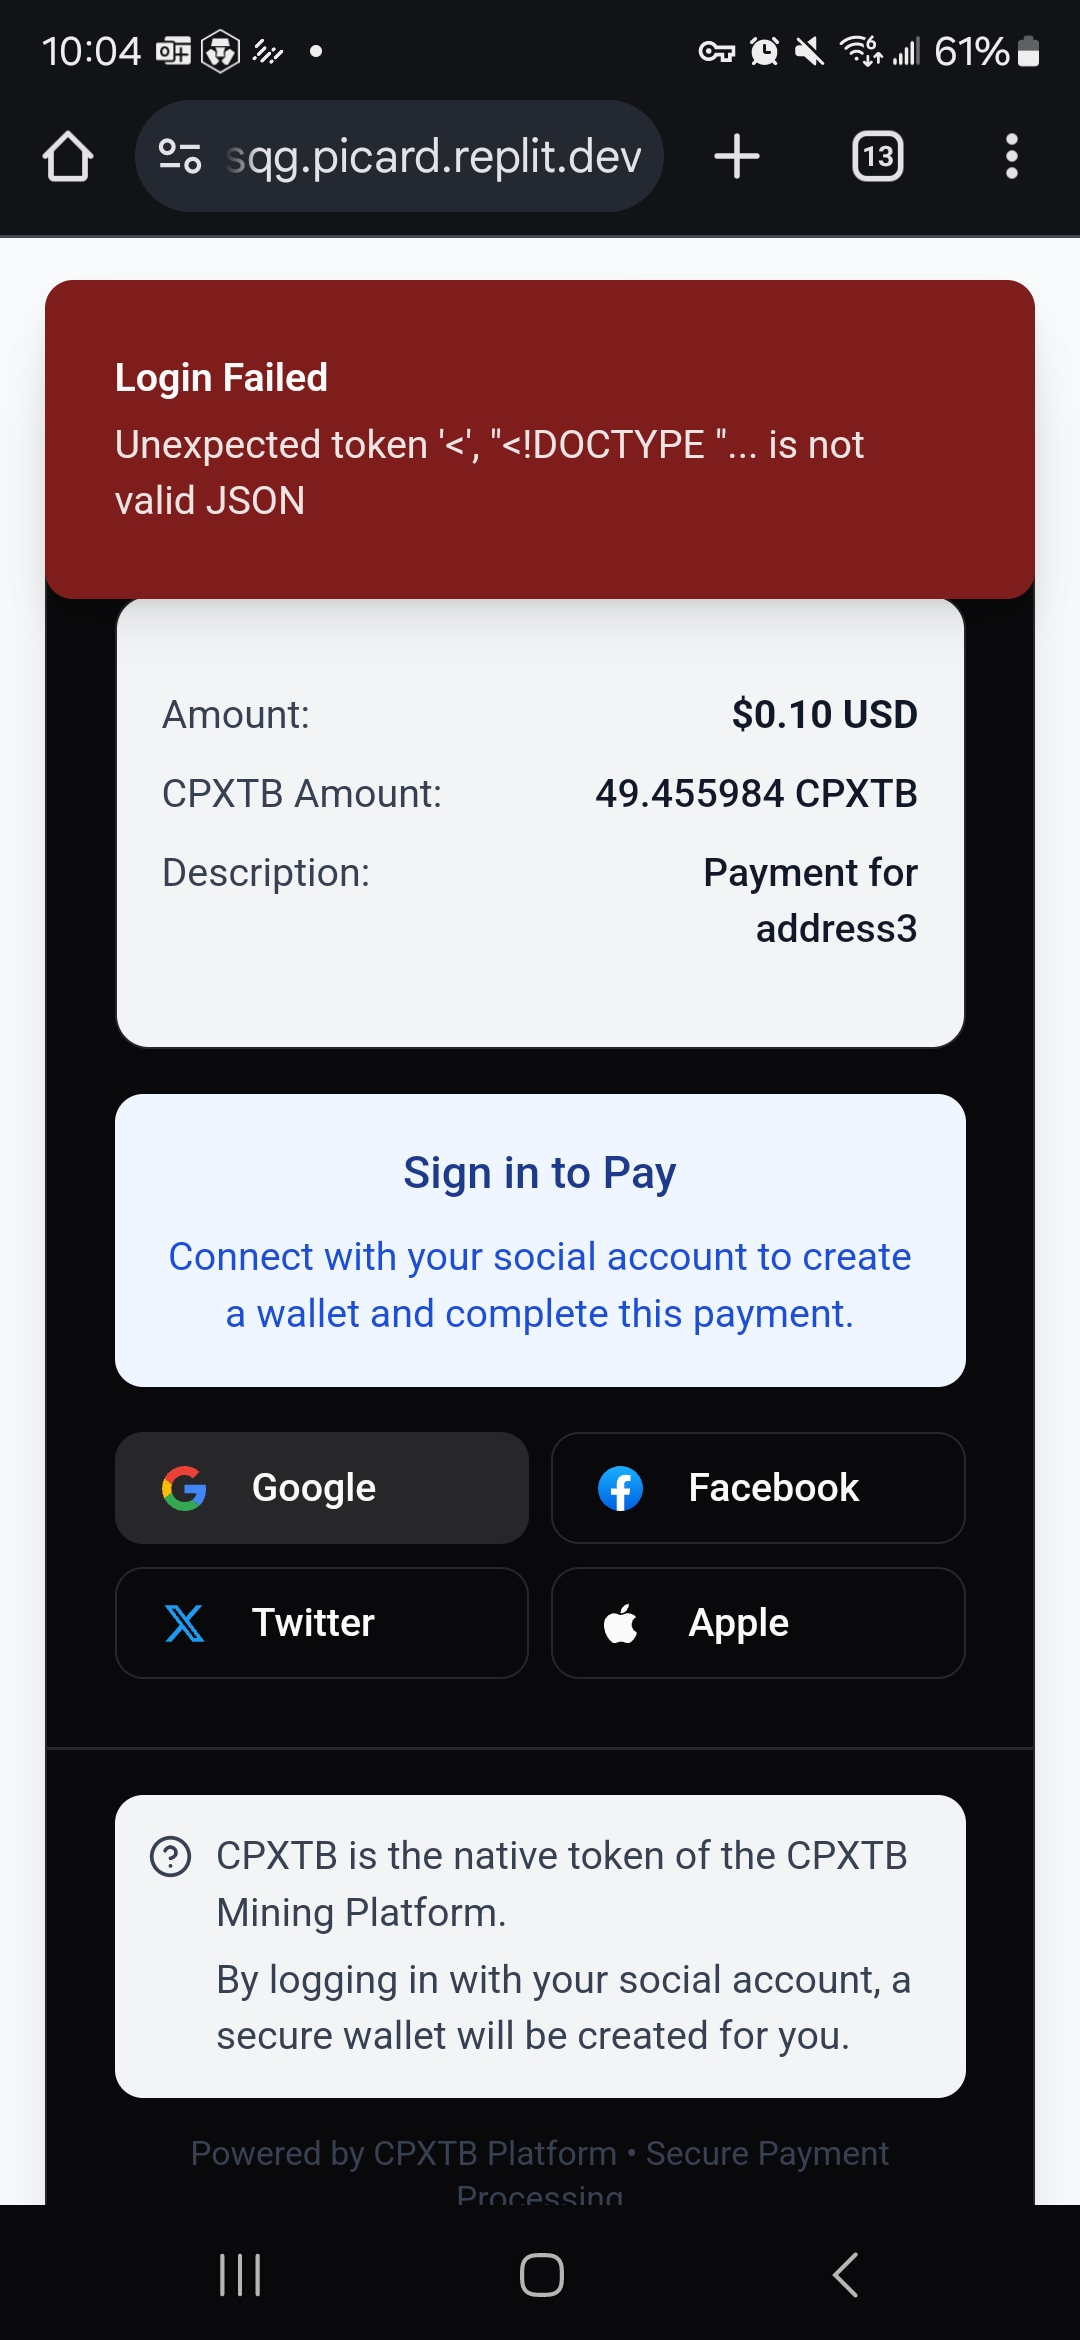 10:04
61%
sqg.picard.replit.dev
13
Login Failed
Unexpected token '<', "<!DOCTYPE "... is not
valid JSON
Amount: $0.10 USD
CPXTB Amount: 49.455984 CPXTB
Description: Payment for
address3
Sign in to Pay
Connect with your social account to create
a wallet and complete this payment.
Google
Facebook
Twitter
Apple
CPXTB is the native token of the CPXTB
Mining Platform.
By logging in with your social account, a
secure wallet will be created for you.
Powered by CPXTB Platform • Secure Payment
Processing